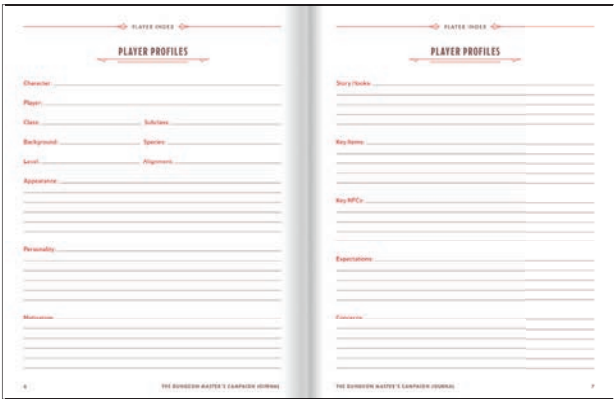 PLAYER INDEX
PLAYER PROFILES
Character:
Player:
Class: Subclass:
Background: Species:
Level: Alignment:
Appearance:
Personality:
Motivation:
6 THE DUNGEON MASTER'S CAMPAIGN JOURNAL
PLAYER INDEX
PLAYER PROFILES
Story Hooks:
Key Items:
Key NPCs:
Expectations:
Concerns:
THE DUNGEON MASTER'S CAMPAIGN JOURNAL 7